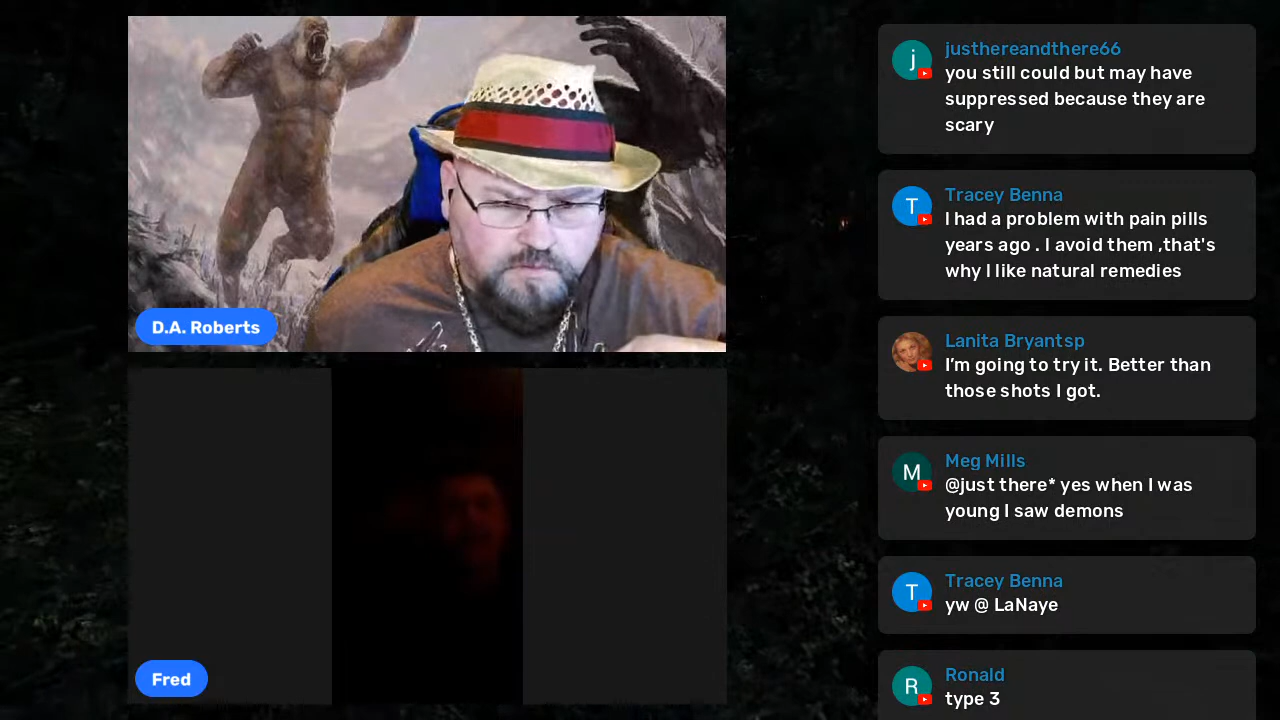 D.A. Roberts
Fred
j
justhereandthere66
you still could but may have
suppressed because they are
scary
T
Tracey Benna
I had a problem with pain pills
years ago . I avoid them ,that's
why I like natural remedies
Lanita Bryantsp
I’m going to try it. Better than
those shots I got.
M
Meg Mills
@just there* yes when I was
young I saw demons
T
Tracey Benna
yw @ LaNaye
R
Ronald
type 3